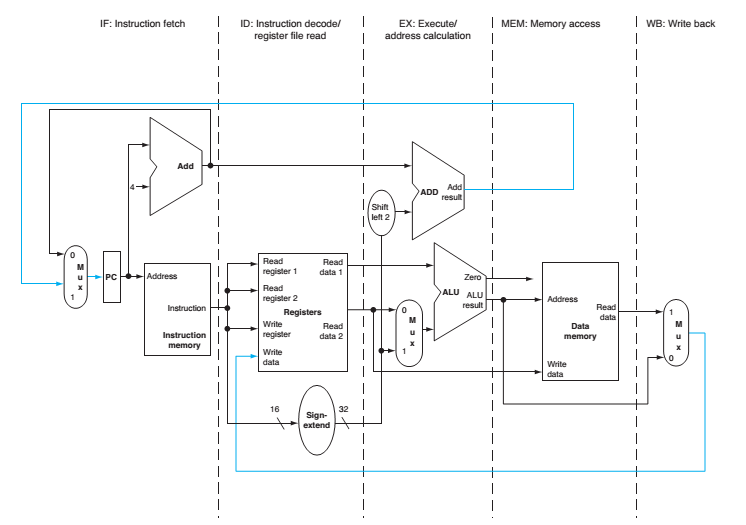 IF: Instruction fetch
ID: Instruction decode/
register file read
EX: Execute/
address calculation
MEM: Memory access
WB: Write back
Add
4
ADD
Add
result
Shift
left 2
0
M
u
x
1
PC
Address
Instruction
Instruction
memory
Read
register 1
Read
register 2
Registers
Write
register
Write
data
Read
data 1
Read
data 2
0
M
u
x
1
Zero
ALU
ALU
result
Address
Read
data
Data
memory
Write
data
1
M
u
x
0
16
Sign-
extend
32